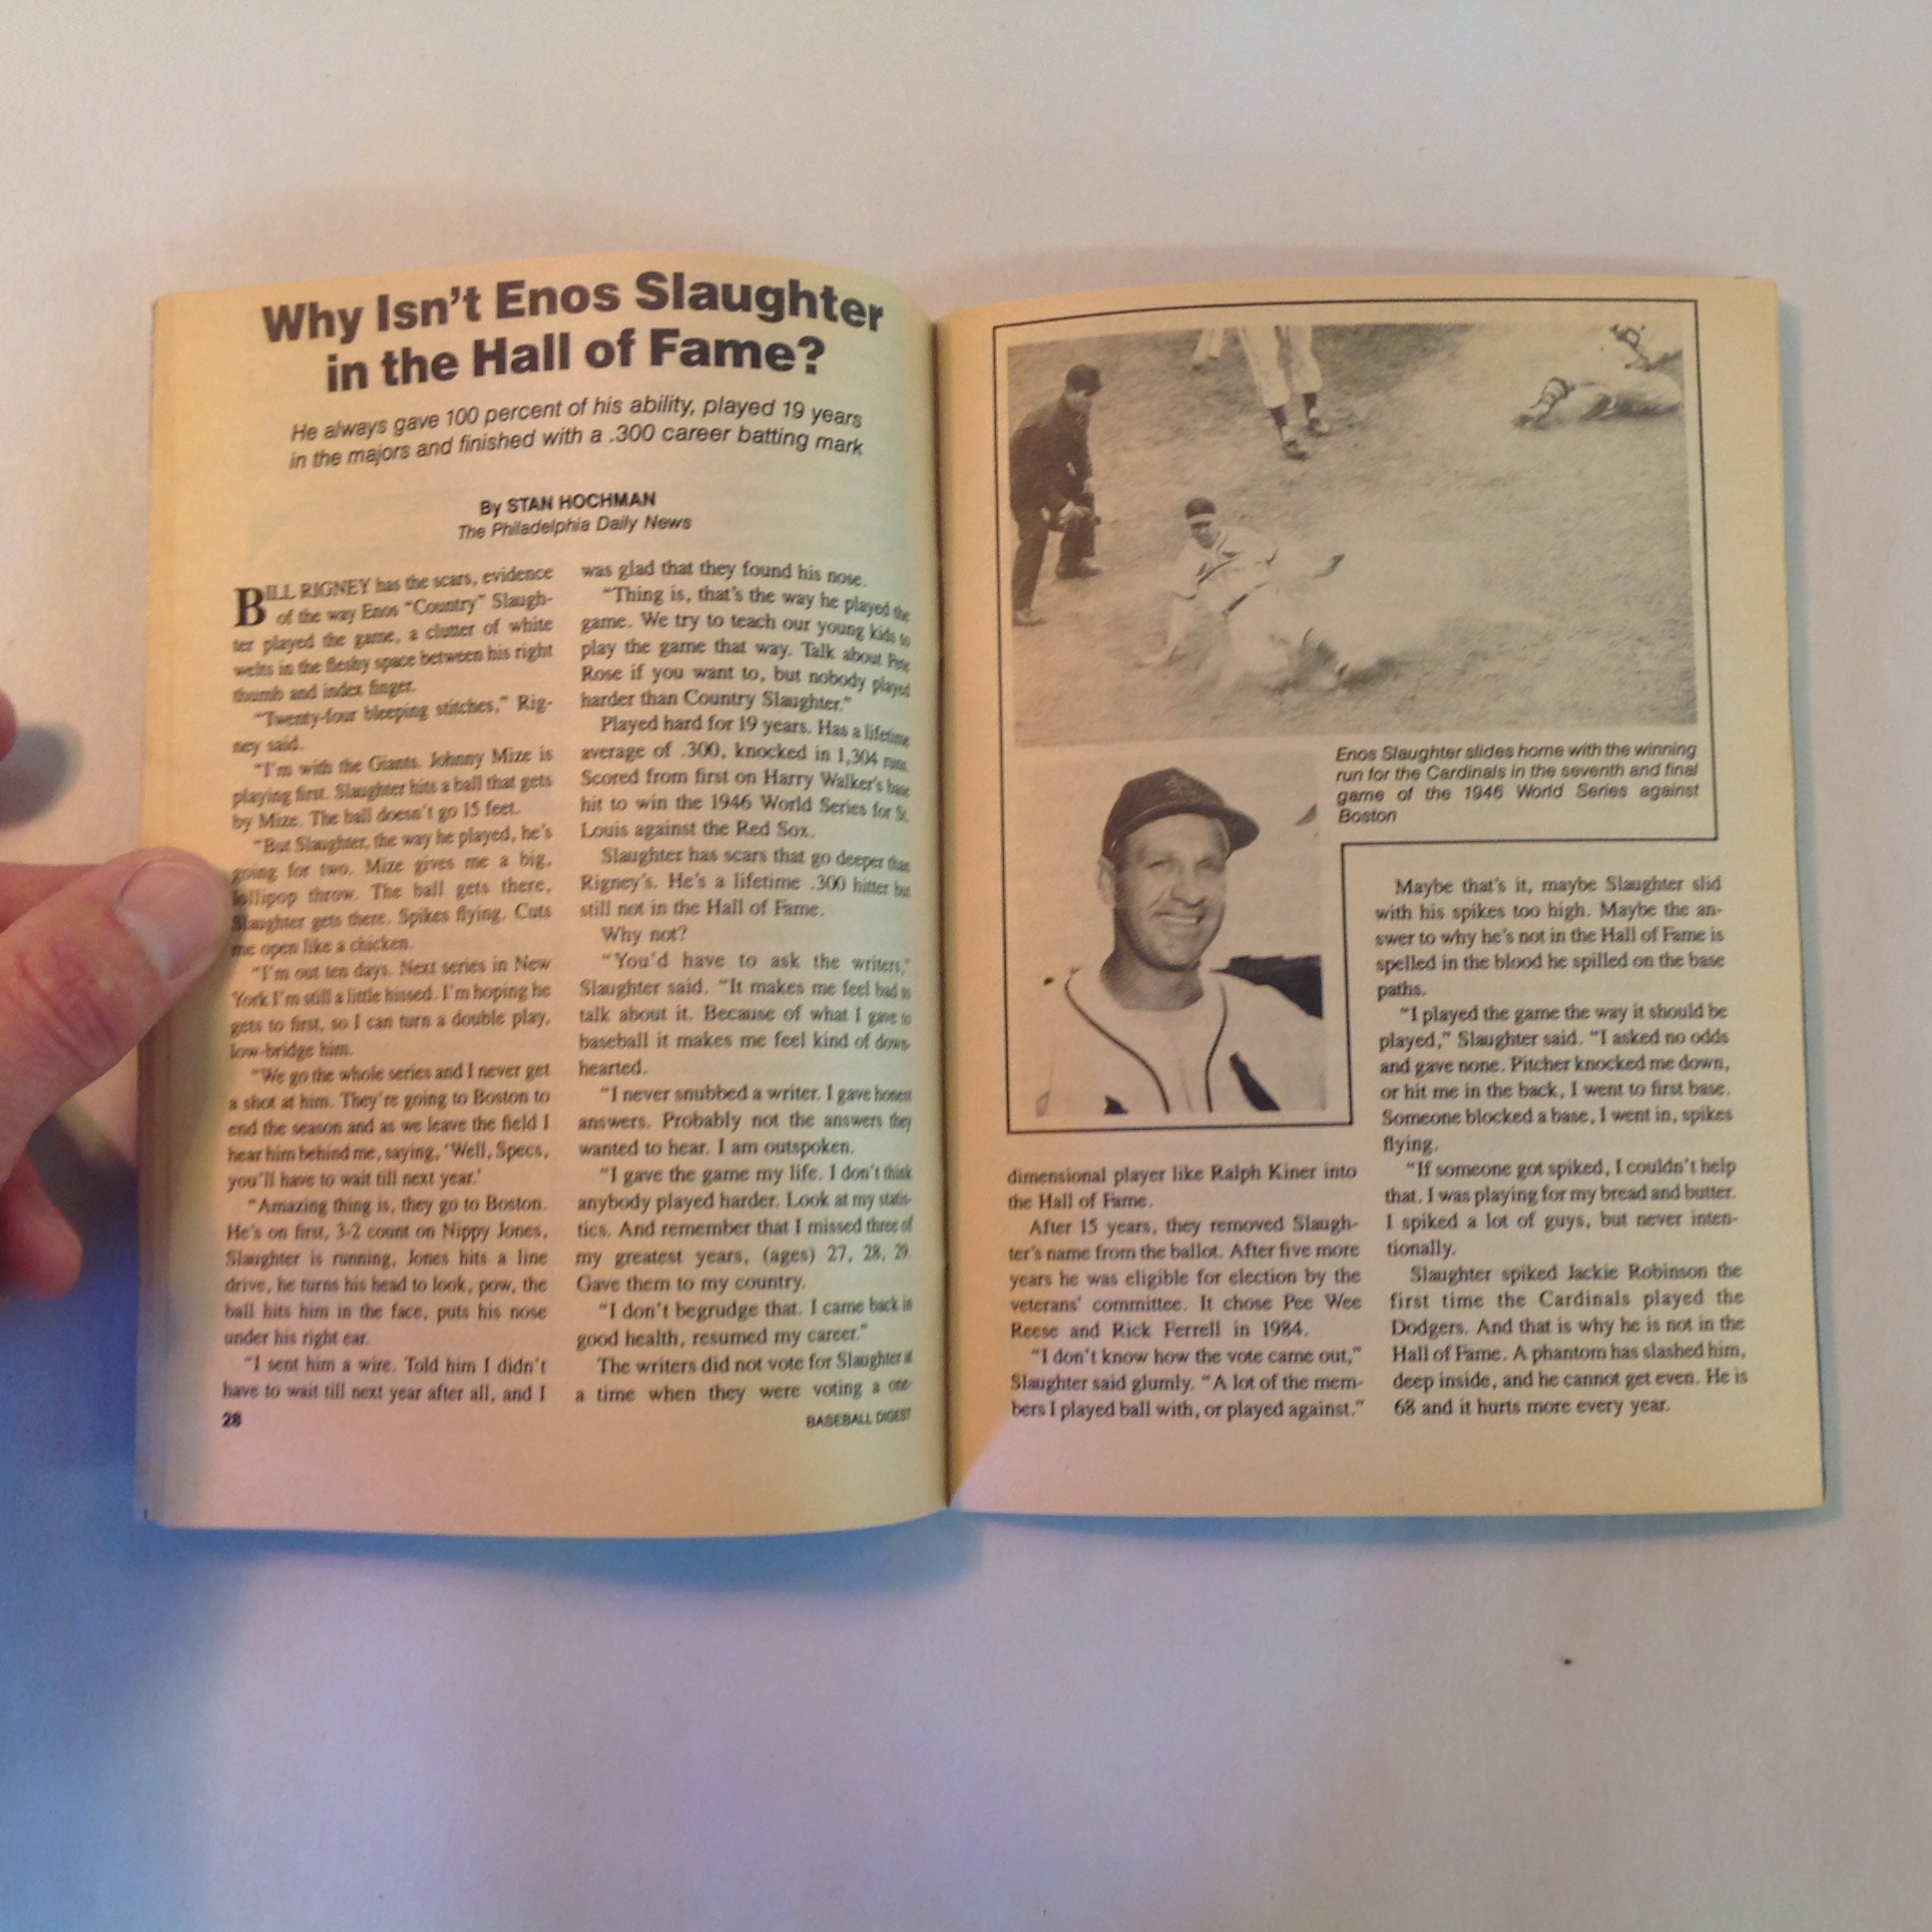 Why Isn't Enos Slaughter
in the Hall of Fame?
He always gave 100 percent of his ability, played 19 years
in the majors and finished with a .300 career batting mark
By STAN HOCHMAN
The Philadelphia Daily News
BILL RIGNEY has the scars, evidence
of the way Enos "Country" Slaugh-
ter played the game, a clutter of white
welts in the fleshy space between his right
thumb and index finger.
"Twenty-four bleeping stitches," Rig-
ney said.
"I'm with the Giants. Johnny Mize is
playing first. Slaughter hits a ball that gets
by Mize. The ball doesn't go 15 feet.
"But Slaughter, the way he played, he's
going for two. Mize gives me a big,
lollipop throw. The ball gets there,
Slaughter gets there. Spikes flying. Cuts
me open like a chicken.
"I'm out ten days. Next series in New
York I'm still a little hissed. I'm hoping he
gets to first, so I can turn a double play,
low-bridge him.
"We go the whole series and I never get
a shot at him. They're going to Boston to
end the season and as we leave the field I
hear him behind me, saying, 'Well, Specs,
you'll have to wait till next year.'
"Amazing thing is, they go to Boston.
He's on first, 3-2 count on Nippy Jones,
Slaughter is running, Jones hits a line
drive, he turns his head to look, pow, the
ball hits him in the face, puts his nose
under his right ear.
"I sent him a wire. Told him I didn't
have to wait till next year after all, and I
28
was glad that they found his nose.
"Thing is, that's the way he played the
game. We try to teach our young kids to
play the game that way. Talk about Pete
Rose if you want to, but nobody played
harder than Country Slaughter."
Played hard for 19 years. Has a lifetime
average of .300, knocked in 1,304 runs.
Scored from first on Harry Walker's base
hit to win the 1946 World Series for St.
Louis against the Red Sox.
Slaughter has scars that go deeper than
Rigney's. He's a lifetime .300 hitter but
still not in the Hall of Fame.
Why not?
"You'd have to ask the writers,"
Slaughter said. "It makes me feel bad to
talk about it. Because of what I gave to
baseball it makes me feel kind of down-
hearted.
"I never snubbed a writer. I gave honest
answers. Probably not the answers they
wanted to hear. I am outspoken.
"I gave the game my life. I don't think
anybody played harder. Look at my statis-
tics. And remember that I missed three of
my greatest years, (ages) 27, 28, 29.
Gave them to my country.
"I don't begrudge that. I came back in
good health, resumed my career."
The writers did not vote for Slaughter at
a time when they were voting a one-
BASEBALL DIGEST
Enos Slaughter slides home with the winning
run for the Cardinals in the seventh and final
game of the 1946 World Series against
Boston
dimensional player like Ralph Kiner into
the Hall of Fame.
After 15 years, they removed Slaugh-
ter's name from the ballot. After five more
years he was eligible for election by the
veterans' committee. It chose Pee Wee
Reese and Rick Ferrell in 1984.
"I don't know how the vote came out,"
Slaughter said glumly. "A lot of the mem-
bers I played ball with, or played against."
Maybe that's it, maybe Slaughter slid
with his spikes too high. Maybe the an-
swer to why he's not in the Hall of Fame is
spelled in the blood he spilled on the base
paths.
"I played the game the way it should be
played," Slaughter said. "I asked no odds
and gave none. Pitcher knocked me down,
or hit me in the back, I went to first base.
Someone blocked a base, I went in, spikes
flying.
"If someone got spiked, I couldn't help
that. I was playing for my bread and butter.
I spiked a lot of guys, but never inten-
tionally.
Slaughter spiked Jackie Robinson the
first time the Cardinals played the
Dodgers. And that is why he is not in the
Hall of Fame. A phantom has slashed him,
deep inside, and he cannot get even. He is
68 and it hurts more every year.